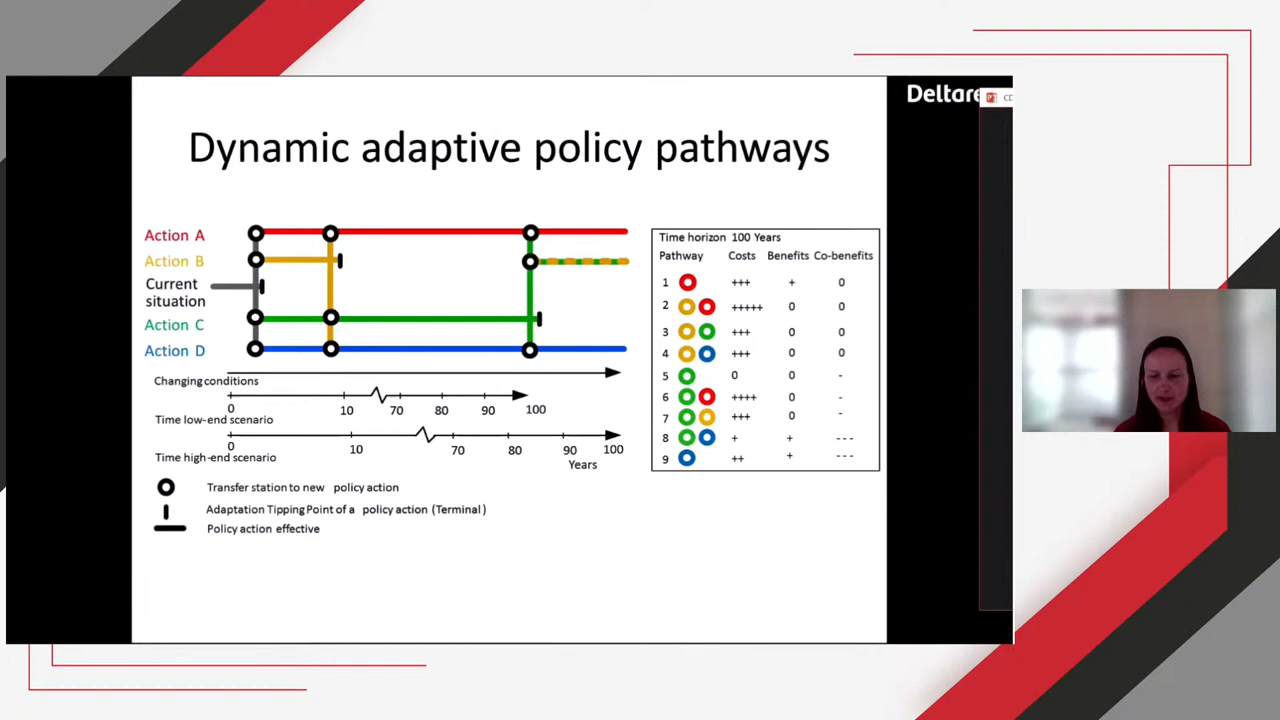 Deltare
CD
Dynamic adaptive policy pathways
Action A
Action B
Current
situation
Action C
Action D
Changing conditions
0 10 70 80 90 100
Time low-end scenario
0 10 70 80 90 100
Years
Time high-end scenario
Transfer station to new policy action
Adaptation Tipping Point of a policy action (Terminal)
Policy action effective
Time horizon 100 Years
Pathway Costs Benefits Co-benefits
1 +++ + 0
2 +++++ 0 0
3 +++ 0 0
4 +++ 0 0
5 0 0 -
6 ++++ 0 -
7 +++ 0 -
8 + + ---
9 ++ + ---